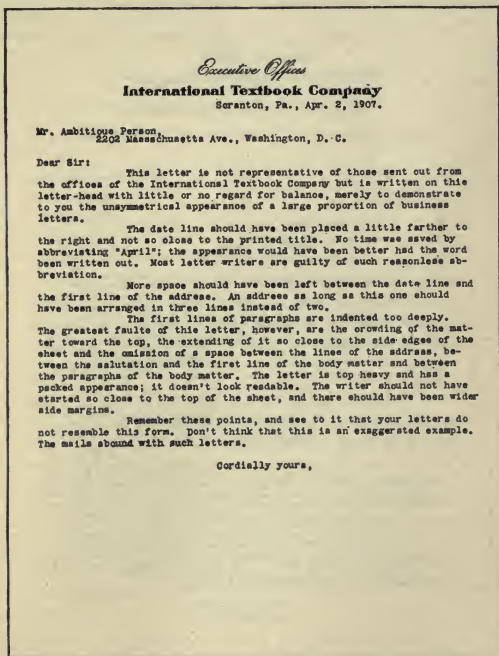 Executive Offices
International Textbook Company
Scranton, Pa., Apr. 2, 1907.
Mr. Ambitious Person,
2202 Massachusetts Ave., Washington, D. C.
Dear Sir:
This letter is not representative of those sent out from
the offices of the International Textbook Company but is written on this
letter-head with little or no regard for balance, merely to demonstrate
to you the unsymmetrical appearance of a large proportion of business
letters.
The date line should have been placed a little farther to
the right and not so close to the printed title. No time was saved by
abbreviating "April"; the appearance would have been better had the word
been written out. Most letter writers are guilty of such reasonless ab-
breviation.
More space should have been left between the date line and
the first line of the address. An address as long as this one should
have been arranged in three lines instead of two.
The first lines of paragraphs are indented too deeply.
The greatest faults of this letter, however, are the crowding of the mat-
ter toward the top, the extending of it so close to the side edges of the
sheet and the omission of a space between the lines of the address, be-
tween the salutation and the first line of the body matter and between
the paragraphs of the body matter. The letter is top heavy and has a
packed appearance; it doesn't look readable. The writer should not have
started so close to the top of the sheet, and there should have been wider
side margins.
Remember these points, and see to it that your letters do
not resemble this form. Don't think that this is an exaggerated example.
The mails abound with such letters.
Cordially yours,